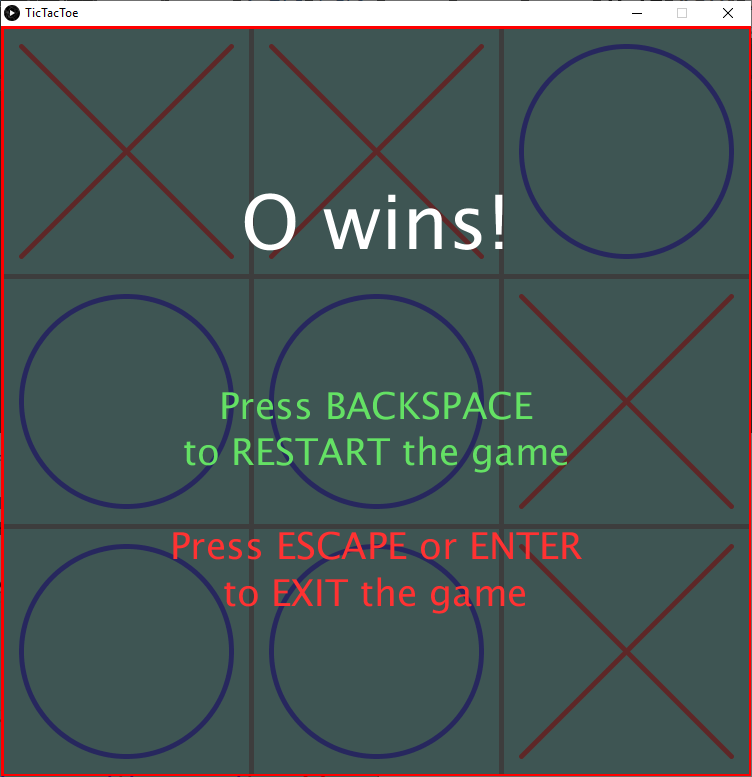 TicTacToe
O wins!
Press BACKSPACE
to RESTART the game
Press ESCAPE or ENTER
to EXIT the game